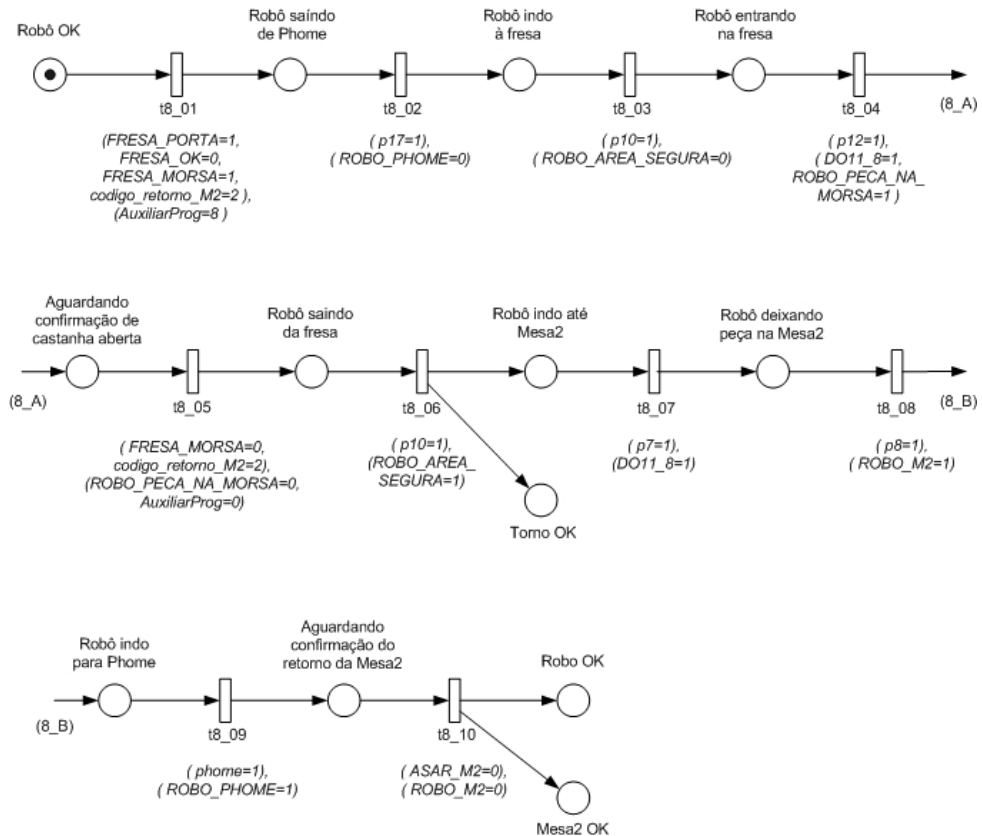 Robô OK
Robô saíndo
de Phome
Robô indo
à fresa
Robô entrando
na fresa
t8_01
t8_02
t8_03
t8_04
(8_A)
(FRESA_PORTA=1,
FRESA_OK=0,
FRESA_MORSA=1,
codigo_retorno_M2=2 ),
(AuxiliarProg=8 )
( p17=1),
( ROBO_PHOME=0)
( p10=1),
( ROBO_AREA_SEGURA=0)
( p12=1),
( DO11_8=1,
ROBO_PECA_NA_
MORSA=1 )
Aguardando
confirmação de
castanha aberta
Robô saindo
da fresa
Robô indo até
Mesa2
Robô deixando
peça na Mesa2
(8_A)
t8_05
t8_06
t8_07
t8_08
(8_B)
( FRESA_MORSA=0,
codigo_retorno_M2=2),
(ROBO_PECA_NA_MORSA=0,
AuxiliarProg=0)
( p10=1),
(ROBO_AREA_
SEGURA=1)
( p7=1),
(DO11_8=1)
( p8=1),
( ROBO_M2=1)
Torno OK
Robô indo
para Phome
Aguardando
confirmação do
retorno da Mesa2
Robo OK
(8_B)
t8_09
t8_10
( phome=1),
( ROBO_PHOME=1)
( ASAR_M2=0),
( ROBO_M2=0)
Mesa2 OK